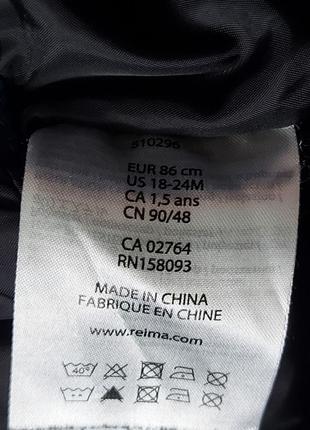 510296
EUR 86 cm
US 18-24M
CA 1,5 ans
CN 90/48
CA 02764
RN158093
MADE IN CHINA
FABRIQUE EN CHINE
www.reima.com
40°